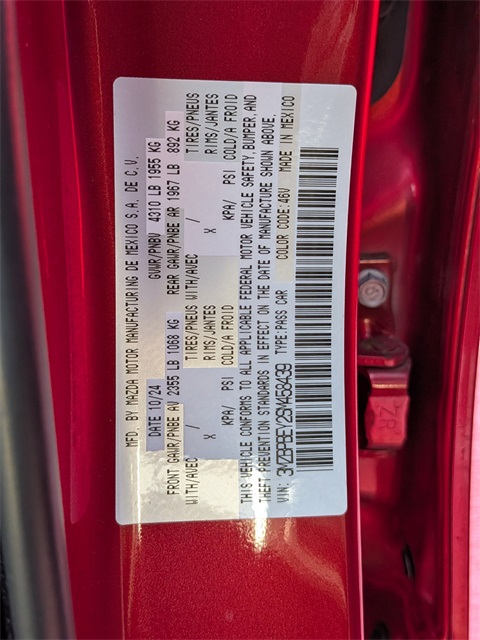 MFD. BY MAZDA MOTOR MANUFACTURING DE MEXICO S.A. DE C.V.
DATE 10/24 GVWR/PNBV 4310 LB 1955 KG
FRONT GAWR/PNBE AV 2355 LB 1068 KG REAR GAWR/PNBE AR 1967 LB 892 KG
WITH/AVEC / TIRES/PNEUS WITH/AVEC / TIRES/PNEUS
X RIMS/JANTES X RIMS/JANTES
KPA/ PSI COLD/A FROID KPA/ PSI COLD/A FROID
THIS VEHICLE CONFORMS TO ALL APPLICABLE FEDERAL MOTOR VEHICLE SAFETY, BUMPER, AND
THEFT PREVENTION STANDARDS IN EFFECT ON THE DATE OF MANUFACTURE SHOWN ABOVE.
VIN: 3MZBPBEY2SM458439 TYPE:PASS CAR COLOR CODE:46V MADE IN MEXICO